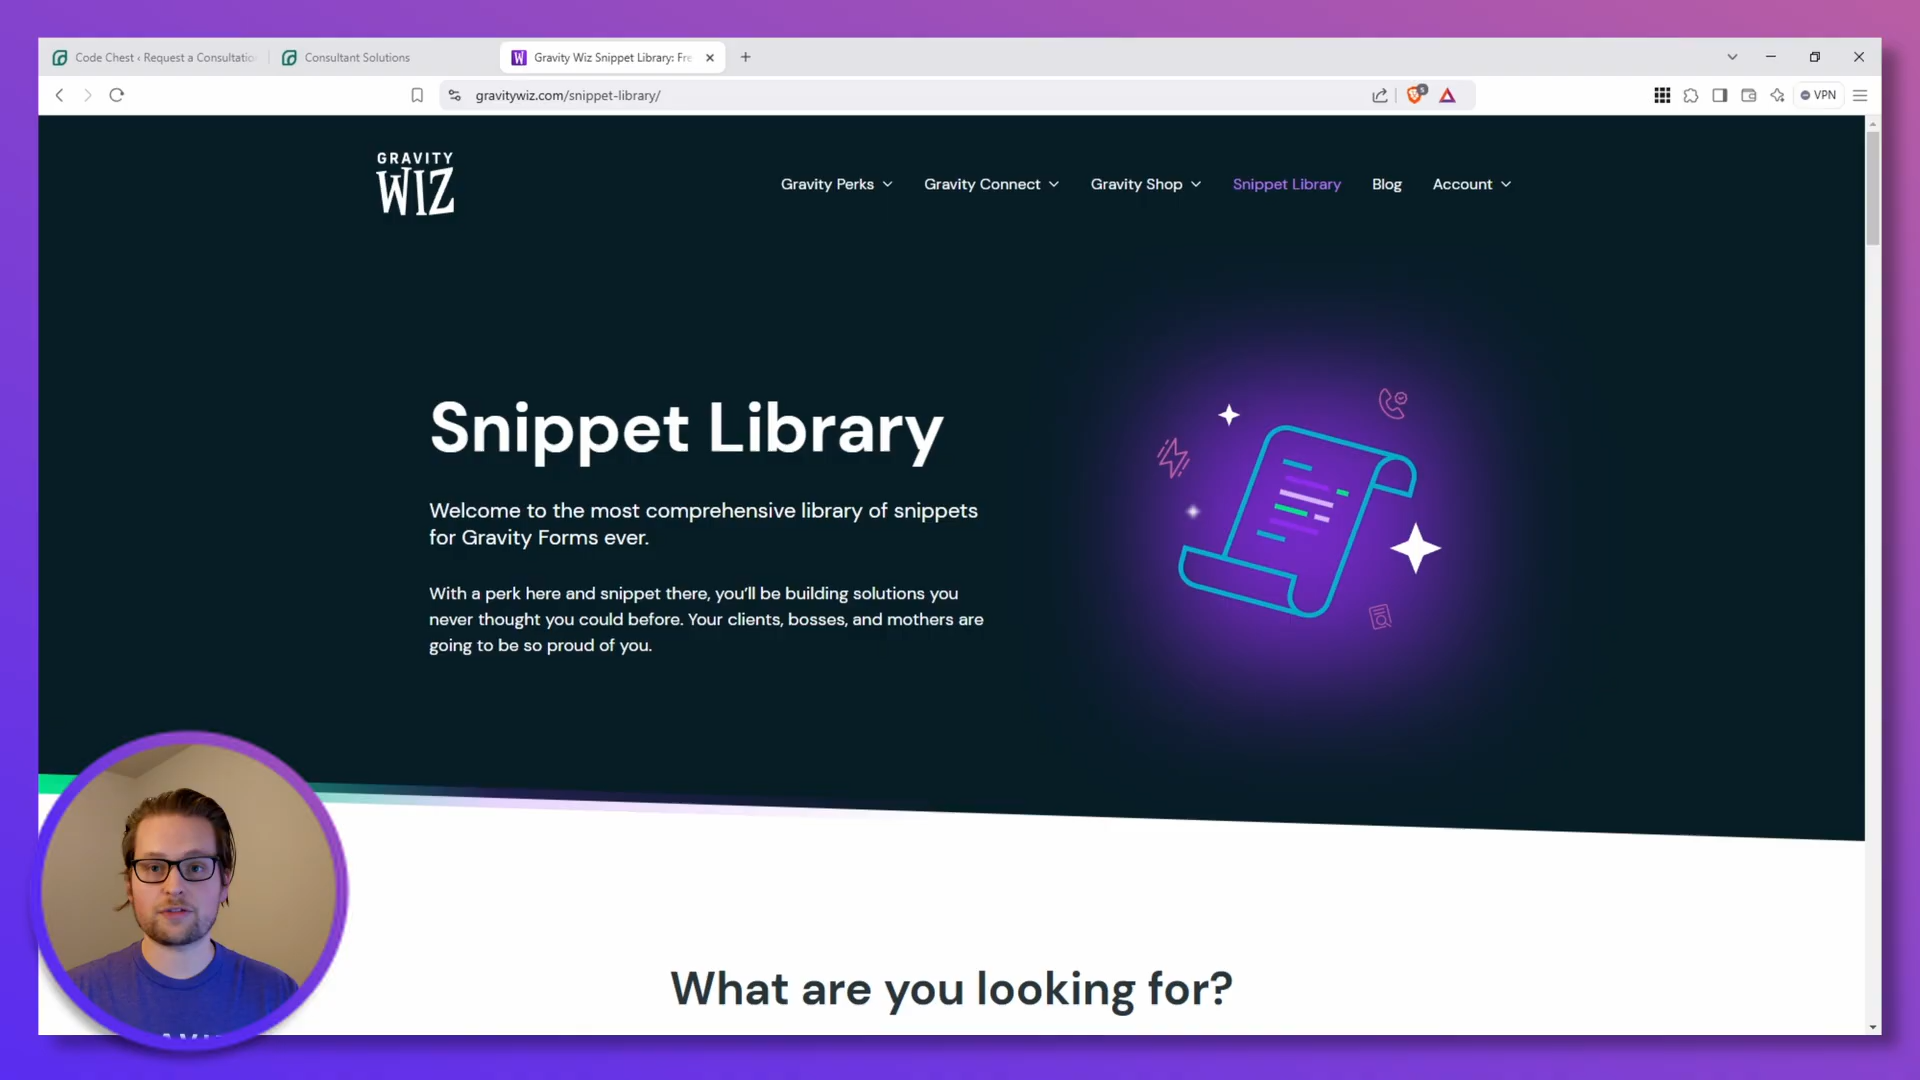 Code Chest ‹ Request a Consultatio
Consultant Solutions
Gravity Wiz Snippet Library: Fre
gravitywiz.com/snippet-library/
VPN
GRAVITY
WIZ
Gravity Perks
Gravity Connect
Gravity Shop
Snippet Library
Blog
Account
Snippet Library
Welcome to the most comprehensive library of snippets
for Gravity Forms ever.
With a perk here and snippet there, you’ll be building solutions you
never thought you could before. Your clients, bosses, and mothers are
going to be so proud of you.
What are you looking for?